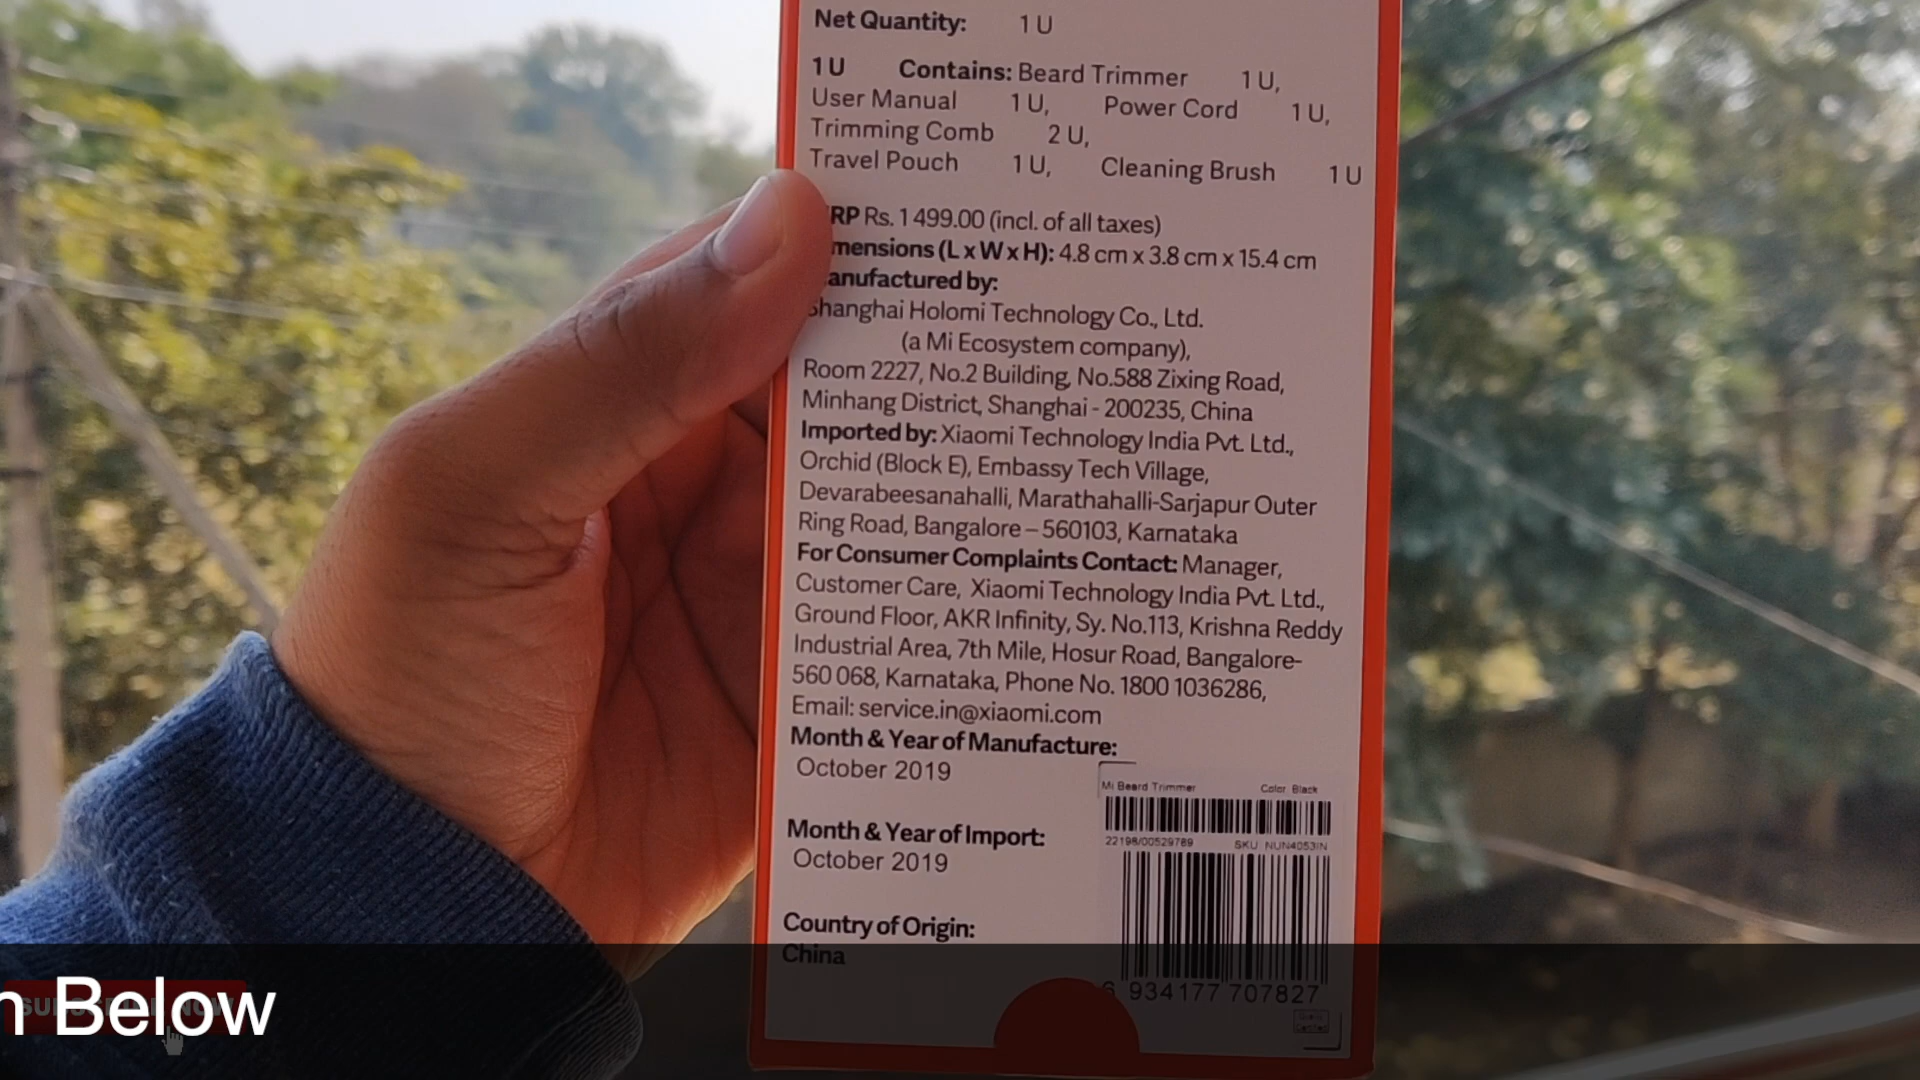 Net Quantity: 1 U
1 U Contains: Beard Trimmer 1 U,
User Manual 1 U, Power Cord 1 U,
Trimming Comb 2 U,
Travel Pouch 1 U, Cleaning Brush 1 U
RP Rs. 1 499.00 (incl. of all taxes)
mensions (L x W x H): 4.8 cm x 3.8 cm x 15.4 cm
anufactured by:
Shanghai Holomi Technology Co., Ltd.
(a Mi Ecosystem company),
Room 2227, No.2 Building, No.588 Zixing Road,
Minhang District, Shanghai - 200235, China
Imported by: Xiaomi Technology India Pvt. Ltd.,
Orchid (Block E), Embassy Tech Village,
Devarabeesanahalli, Marathahalli-Sarjapur Outer
Ring Road, Bangalore – 560103, Karnataka
For Consumer Complaints Contact: Manager,
Customer Care, Xiaomi Technology India Pvt. Ltd.,
Ground Floor, AKR Infinity, Sy. No.113, Krishna Reddy
Industrial Area, 7th Mile, Hosur Road, Bangalore-
560 068, Karnataka, Phone No. 1800 1036286,
Email: service.in@xiaomi.com
Month & Year of Manufacture:
October 2019
Mi Beard Trimmer Color: Black
22198/00529789 SKU: NUN4053IN
Month & Year of Import:
October 2019
Country of Origin:
China
6 934177 707827
SUBSCRIBE NOW
n Below